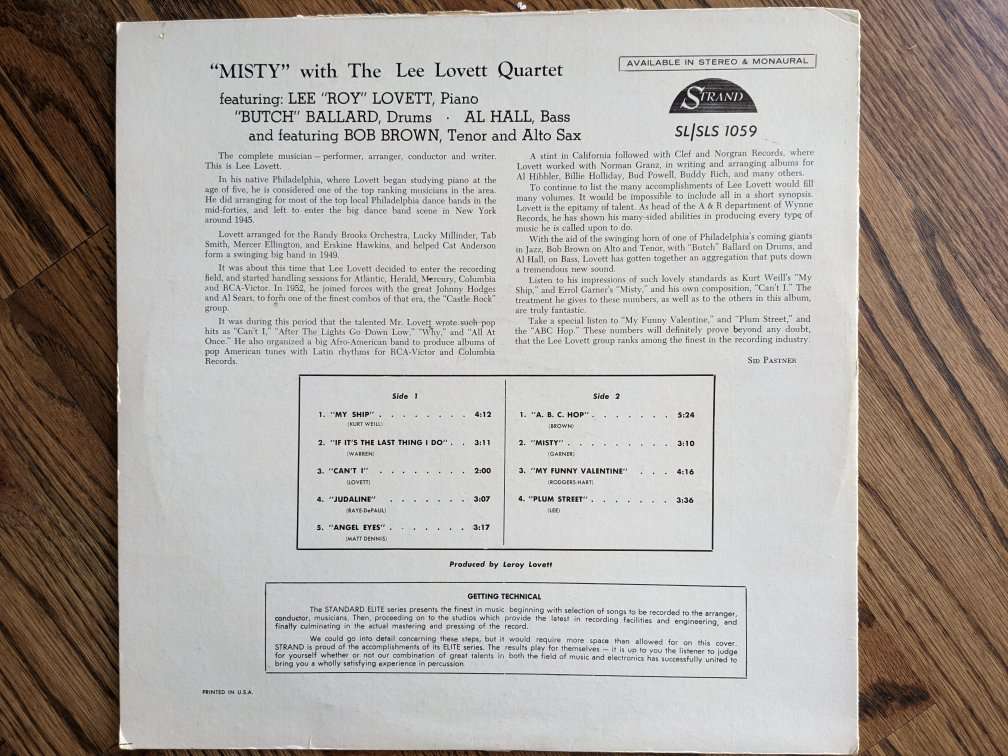 "MISTY" with The Lee Lovett Quartet
featuring: LEE "ROY" LOVETT, Piano
"BUTCH" BALLARD, Drums · AL HALL, Bass
and featuring BOB BROWN, Tenor and Alto Sax
AVAILABLE IN STEREO & MONAURAL
STRAND
SL/SLS 1059
The complete musician — performer, arranger, conductor and writer.
This is Lee Lovett.
In his native Philadelphia, where Lovett began studying piano at the
age of five, he is considered one of the top ranking musicians in the area.
He did arranging for most of the top local Philadelphia dance bands in the
mid-forties, and left to enter the big dance band scene in New York
around 1945.
Lovett arranged for the Randy Brooks Orchestra, Lucky Millinder, Tab
Smith, Mercer Ellington, and Erskine Hawkins, and helped Cat Anderson
form a swinging big band in 1949.
It was about this time that Lee Lovett decided to enter the recording
field, and started handling sessions for Atlantic, Herald, Mercury, Columbia
and RCA-Victor. In 1952, he joined forces with the great Johnny Hodges
and Al Sears, to form one of the finest combos of that era, the "Castle Rock"
group.
It was during this period that the talented Mr. Lovett wrote such pop
hits as "Can't I," "After The Lights Go Down Low," "Why," and "All At
Once." He also organized a big Afro-American band to produce albums of
pop American tunes with Latin rhythms for RCA-Victor and Columbia
Records.
A stint in California followed with Clef and Norgran Records, where
Lovett worked with Norman Granz, in writing and arranging albums for
Al Hibbler, Billie Holliday, Bud Powell, Buddy Rich, and many others.
To continue to list the many accomplishments of Lee Lovett would fill
many volumes. It would be impossible to include all in a short synopsis.
Lovett is the epitamy of talent. As head of the A & R department of Wynne
Records, he has shown his many-sided abilities in producing every type of
music he is called upon to do.
With the aid of the swinging horn of one of Philadelphia's coming giants
in Jazz, Bob Brown on Alto and Tenor, with "Butch" Ballard on Drums, and
Al Hall, on Bass, Lovett has gotten together an aggregation that puts down
a tremendous new sound.
Listen to his impressions of such lovely standards as Kurt Weill's "My
Ship," and Errol Garner's "Misty," and his own composition, "Can't I." The
treatment he gives to these numbers, as well as to the others in this album,
are truly fantastic.
Take a special listen to "My Funny Valentine," and "Plum Street," and
the "ABC Hop." These numbers will definitely prove beyond any doubt,
that the Lee Lovett group ranks among the finest in the recording industry.
SID PASTNER
Side 1
1. "MY SHIP" . . . . . . . . 4:12
(KURT WEILL)
2. "IF IT'S THE LAST THING I DO" . . 3:11
(WARREN)
3. "CAN'T I" . . . . . . . . 2:00
(LOVETT)
4. "JUDALINE" . . . . . . . 3:07
(RAYE-DePAUL)
5. "ANGEL EYES" . . . . . . . 3:17
(MATT DENNIS)
Side 2
1. "A. B. C. HOP" . . . . . . . 5:24
(BROWN)
2. "MISTY" . . . . . . . . . 3:10
(GARNER)
3. "MY FUNNY VALENTINE" . . . 4:16
(RODGERS-HART)
4. "PLUM STREET" . . . . . . . 3:36
(LEE)
Produced by Leroy Lovett
GETTING TECHNICAL
The STANDARD ELITE series presents the finest in music beginning with selection of songs to be recorded to the arranger,
conductor, musicians. Then, proceeding on to the studios which provide the latest in recording facilities and engineering, and
finally culminating in the actual mastering and pressing of the record.
We could go into detail concerning these steps, but it would require more space than allowed for on this cover.
STRAND is proud of the accomplishments of its ELITE series. The results play for themselves — it is up to you the listener to judge
for yourself whether or not our combination of great talents in both the field of music and electronics has successfully united to
bring you a wholly satisfying experience in percussion.
PRINTED IN U.S.A.